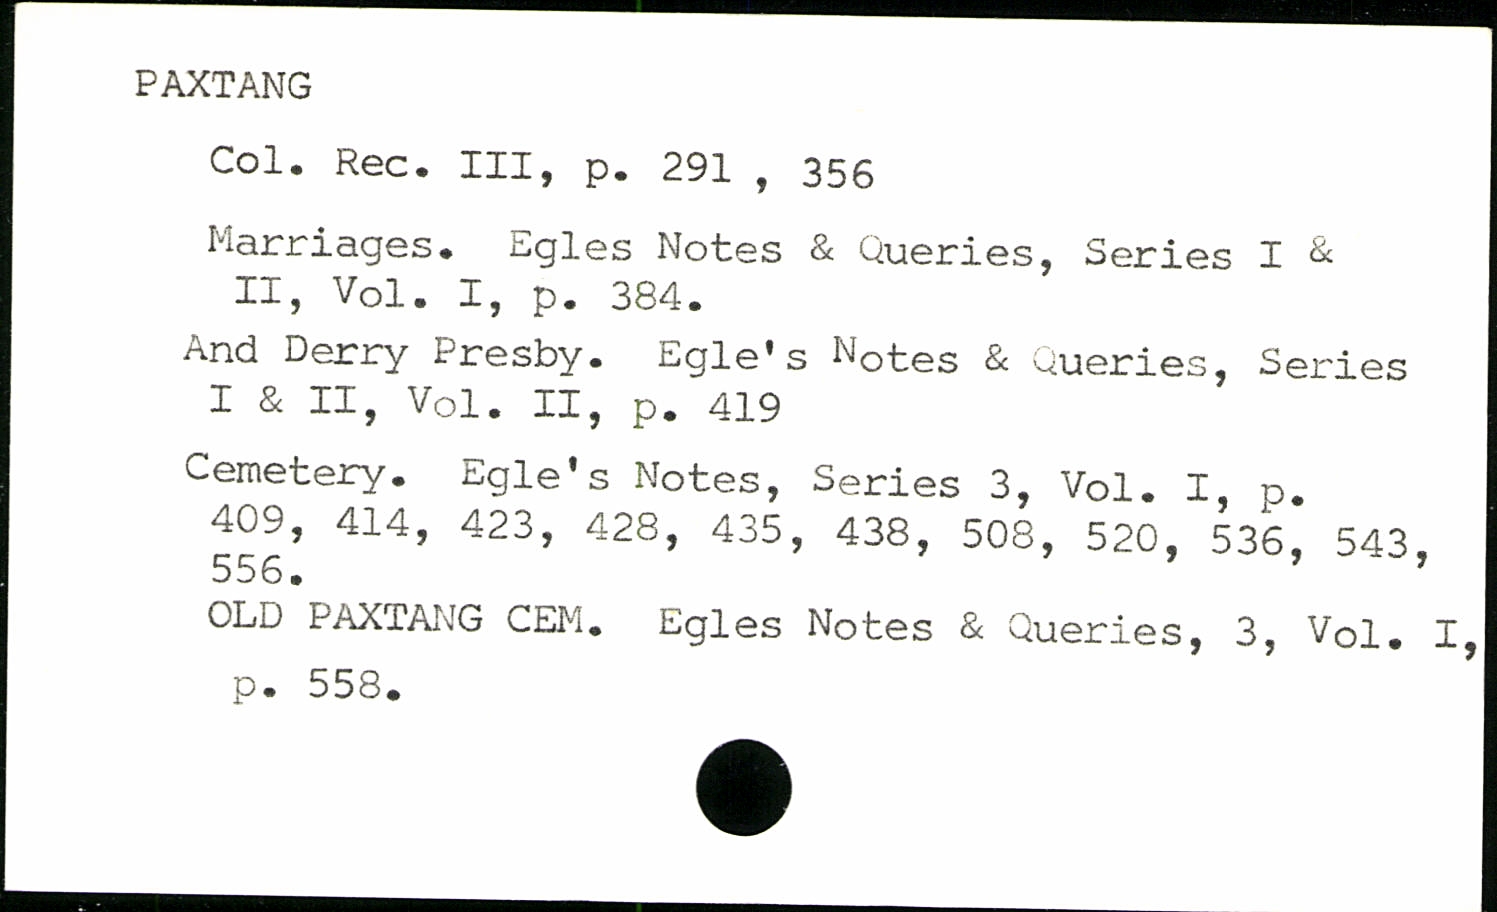 PAXTANG
Col. Rec. III, p. 291 , 356
Marriages. Egles Notes & Queries, Series I &
II, Vol. I, p. 384.
And Derry Presby. Egle's Notes & Queries, Series
I & II, Vol. II, p. 419
Cemetery. Egle's Notes, Series 3, Vol. I, p.
409, 414, 423, 428, 435, 438, 508, 520, 536, 543,
556.
OLD PAXTANG CEM. Egles Notes & Queries, 3, Vol. I,
p. 558.